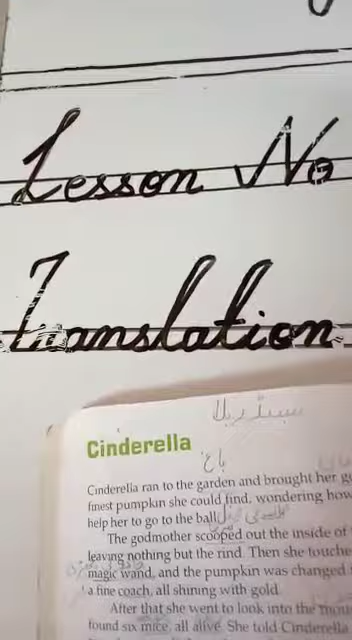 Lesson No
Translation
سیندریلا
Cinderella
باغ
Cinderella ran to the garden and brought her
finest pumpkin she could find, wondering how
help her to go to the ball.
The godmother scooped out the inside of
leaving nothing but the rind. Then she touche
magic wand, and the pumpkin was changed
a fine coach, all shining with gold.
After that she went to look into the mou
found six mice, all alive. She told Cinderella